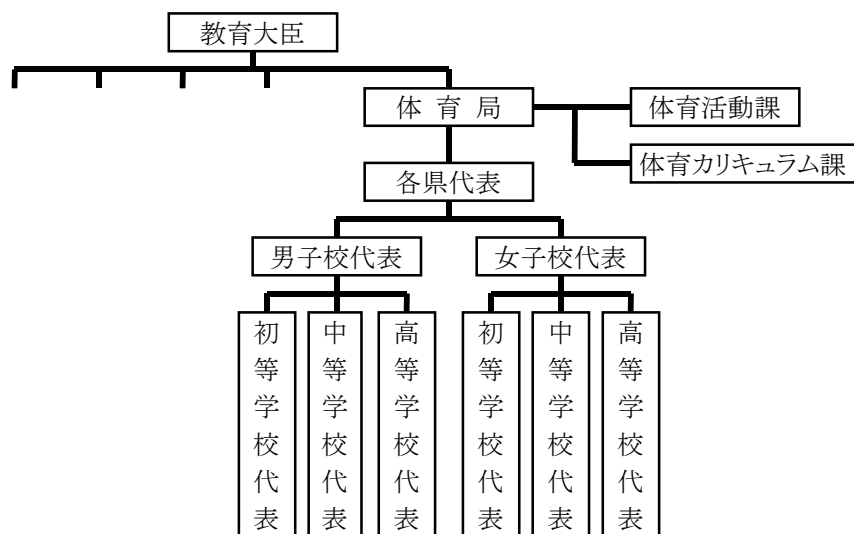 教育大臣
体 育 局
体育活動課
体育カリキュラム課
各県代表
男子校代表
女子校代表
初等学校代表
中等学校代表
高等学校代表
初等学校代表
中等学校代表
高等学校代表